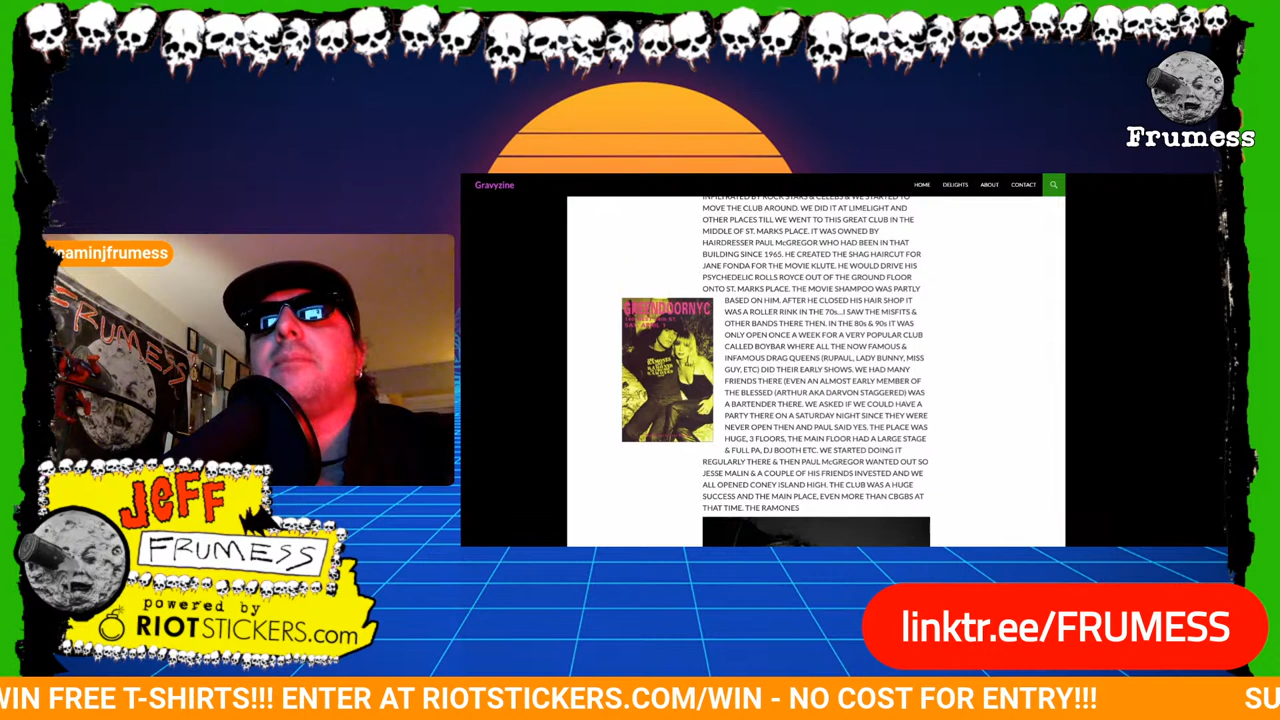 Frumess
Gravyzine
HOME DELIGHTS ABOUT CONTACT
INFILTRATED BY ROCK STARS & CELEBS & WE STARTED TO
MOVE THE CLUB AROUND. WE DID IT AT LIMELIGHT AND
OTHER PLACES TILL WE WENT TO THIS GREAT CLUB IN THE
MIDDLE OF ST. MARKS PLACE. IT WAS OWNED BY
HAIRDRESSER PAUL McGREGOR WHO HAD BEEN IN THAT
BUILDING SINCE 1965. HE CREATED THE SHAG HAIRCUT FOR
JANE FONDA FOR THE MOVIE KLUTE. HE WOULD DRIVE HIS
PSYCHEDELIC ROLLS ROYCE OUT OF THE GROUND FLOOR
ONTO ST. MARKS PLACE. THE MOVIE SHAMPOO WAS PARTLY
BASED ON HIM. AFTER HE CLOSED HIS HAIR SHOP IT
WAS A ROLLER RINK IN THE 70s...I SAW THE MISFITS &
OTHER BANDS THERE THEN. IN THE 80s & 90s IT WAS
ONLY OPEN ONCE A WEEK FOR A VERY POPULAR CLUB
CALLED BOYBAR WHERE ALL THE NOW FAMOUS &
INFAMOUS DRAG QUEENS (RUPAUL, LADY BUNNY, MISS
GUY, ETC) DID THEIR EARLY SHOWS. WE HAD MANY
FRIENDS THERE (EVEN AN ALMOST EARLY MEMBER OF
THE BLESSED (ARTHUR AKA DARVON STAGGERED) WAS
A BARTENDER THERE. WE ASKED IF WE COULD HAVE A
PARTY THERE ON A SATURDAY NIGHT SINCE THEY WERE
NEVER OPEN THEN AND PAUL SAID YES. THE PLACE WAS
HUGE, 3 FLOORS, THE MAIN FLOOR HAD A LARGE STAGE
& FULL PA, DJ BOOTH ETC. WE STARTED DOING IT
REGULARLY THERE & THEN PAUL McGREGOR WANTED OUT SO
JESSE MALIN & A COUPLE OF HIS FRIENDS INVESTED AND WE
ALL OPENED CONEY ISLAND HIGH. THE CLUB WAS A HUGE
SUCCESS AND THE MAIN PLACE, EVEN MORE THAN CBGBS AT
THAT TIME. THE RAMONES
GREENDOORNYC
eaminjfrumess
FRUMESS
JEFF
FRUMESS
powered by
RIOTSTICKERS.com
linktr.ee/FRUMESS
WIN FREE T-SHIRTS!!! ENTER AT RIOTSTICKERS.COM/WIN - NO COST FOR ENTRY!!! SU